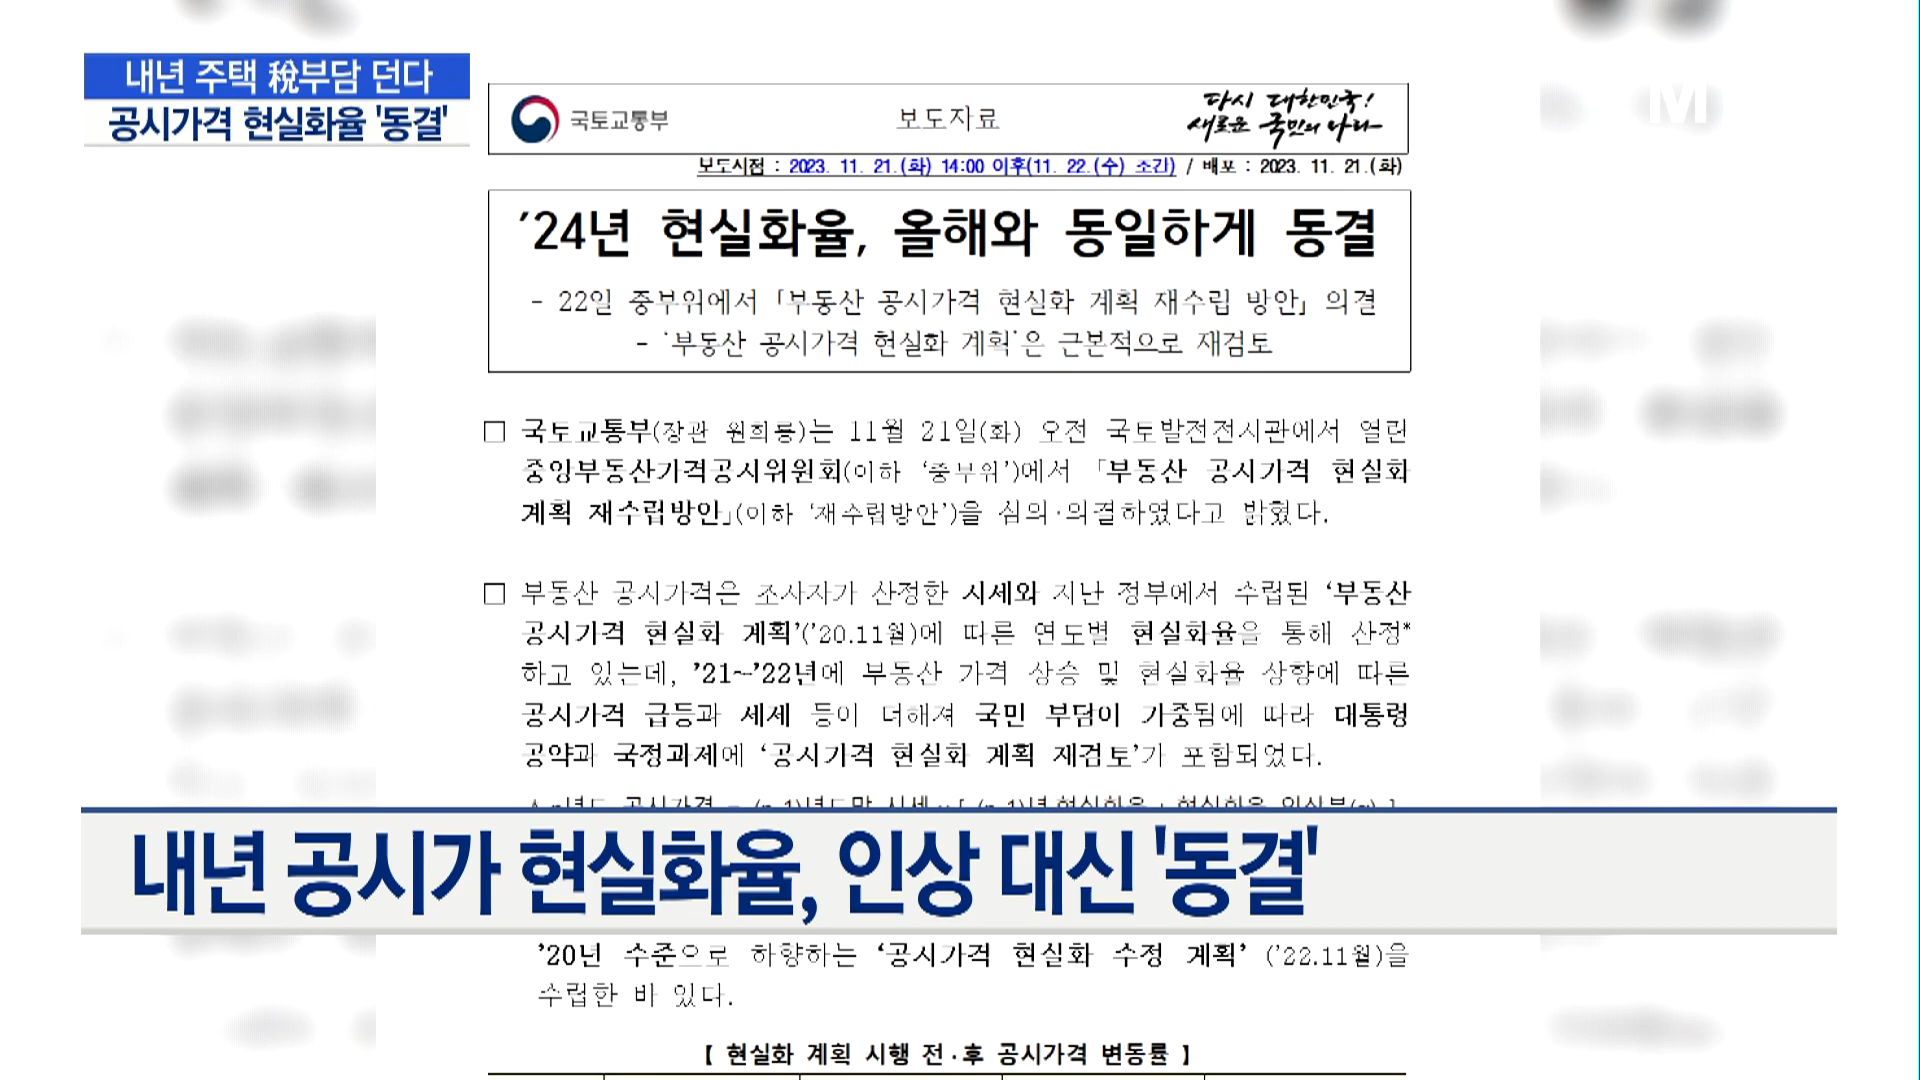 내년 주택 稅부담 던다
공시가격 현실화율 '동결'
M
국토교통부
보도자료
다시 대한민국!
새로운 국민의 나라
보도시점 : 2023. 11. 21.(화) 14:00 이후(11. 22.(수) 조간) / 배포 : 2023. 11. 21.(화)
’24년 현실화율, 올해와 동일하게 동결
- 22일 중부위에서 「부동산 공시가격 현실화 계획 재수립 방안」 의결
- ‘부동산 공시가격 현실화 계획’은 근본적으로 재검토
□ 국토교통부(장관 원희룡)는 11월 21일(화) 오전 국토발전전시관에서 열린
중앙부동산가격공시위원회(이하 ‘중부위’)에서 「부동산 공시가격 현실화
계획 재수립방안」(이하 ‘재수립방안’)을 심의·의결하였다고 밝혔다.
□ 부동산 공시가격은 조사자가 산정한 시세와 지난 정부에서 수립된 ‘부동산
공시가격 현실화 계획’(’20.11월)에 따른 연도별 현실화율을 통해 산정*
하고 있는데, ’21~’22년에 부동산 가격 상승 및 현실화율 상향에 따른
공시가격 급등과 세제 등이 더해져 국민 부담이 가중됨에 따라 대통령
공약과 국정과제에 ‘공시가격 현실화 계획 재검토’가 포함되었다.
내년 공시가 현실화율, 인상 대신 '동결'
’20년 수준으로 하향하는 ‘공시가격 현실화 수정 계획’ (’22.11월)을
수립한 바 있다.
【 현실화 계획 시행 전·후 공시가격 변동률 】